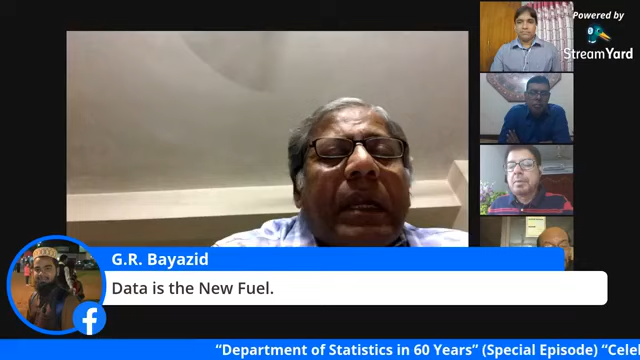 Powered by
StreamYard
G.R. Bayazid
Data is the New Fuel.
“Department of Statistics in 60 Years” (Special Episode) “Cele